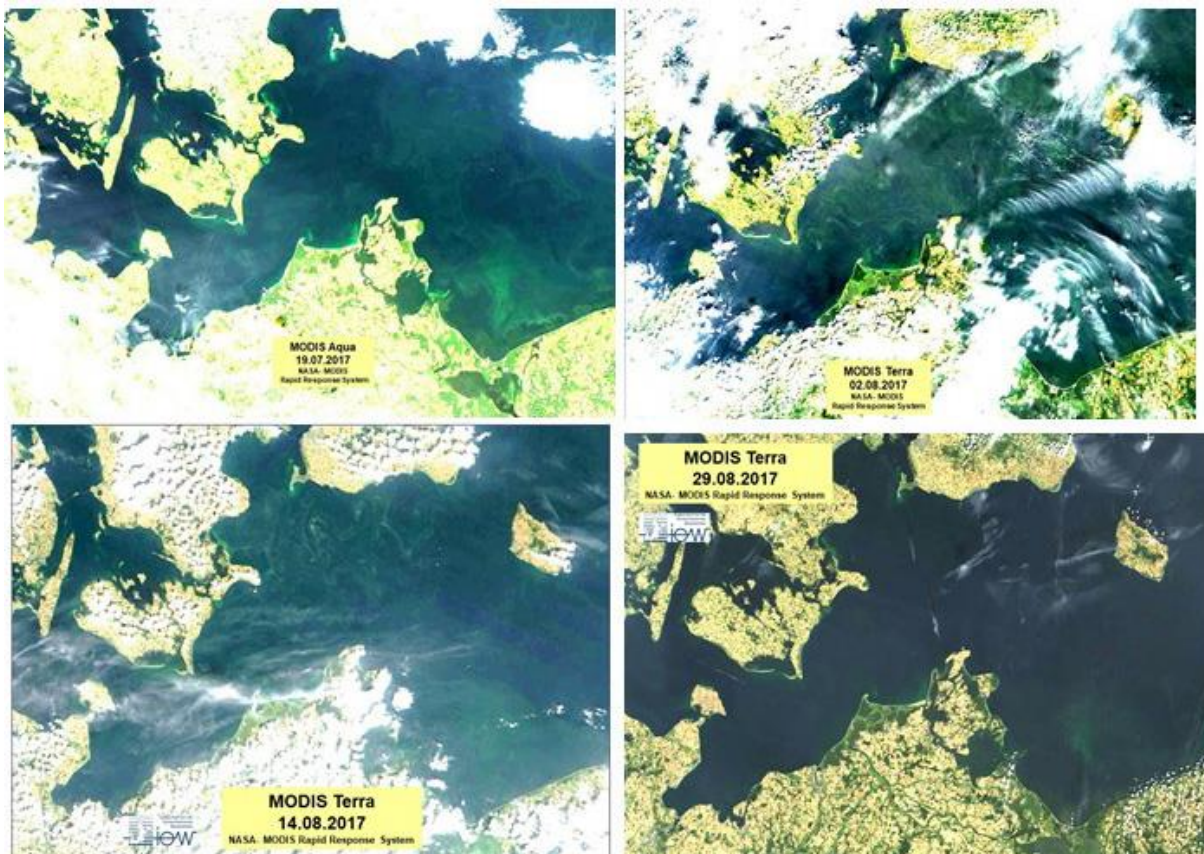 MODIS Aqua
19.07.2017
NASA- MODIS
Rapid Response System
MODIS Terra
02.08.2017
NASA- MODIS
Rapid Response System
MODIS Terra
14.08.2017
NASA- MODIS Rapid Response System
iow
MODIS Terra
29.08.2017
NASA- MODIS Rapid Response System
iow